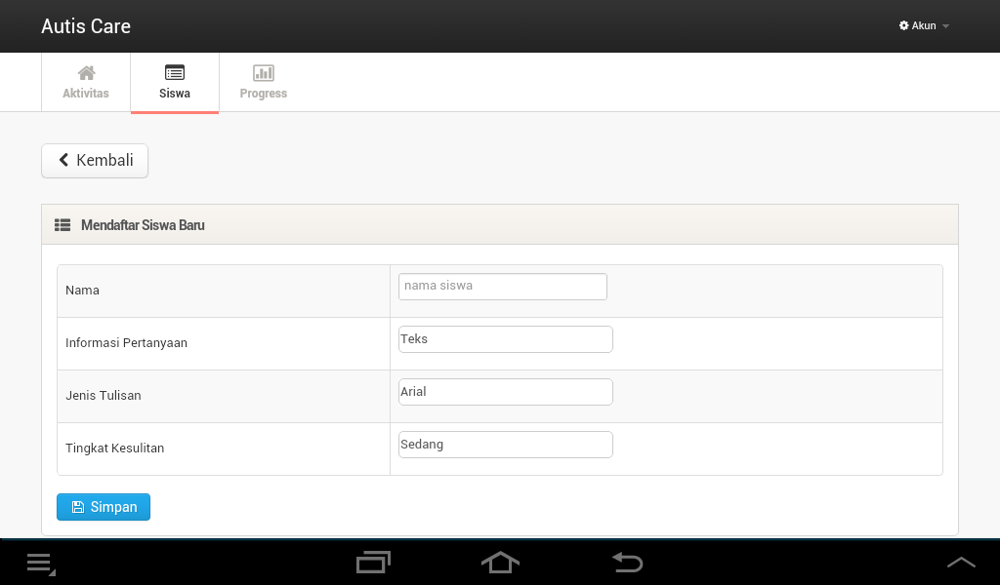 Autis Care
Akun
Aktivitas
Siswa
Progress
Kembali
Mendaftar Siswa Baru
Nama
nama siswa
Informasi Pertanyaan
Teks
Jenis Tulisan
Arial
Tingkat Kesulitan
Sedang
Simpan